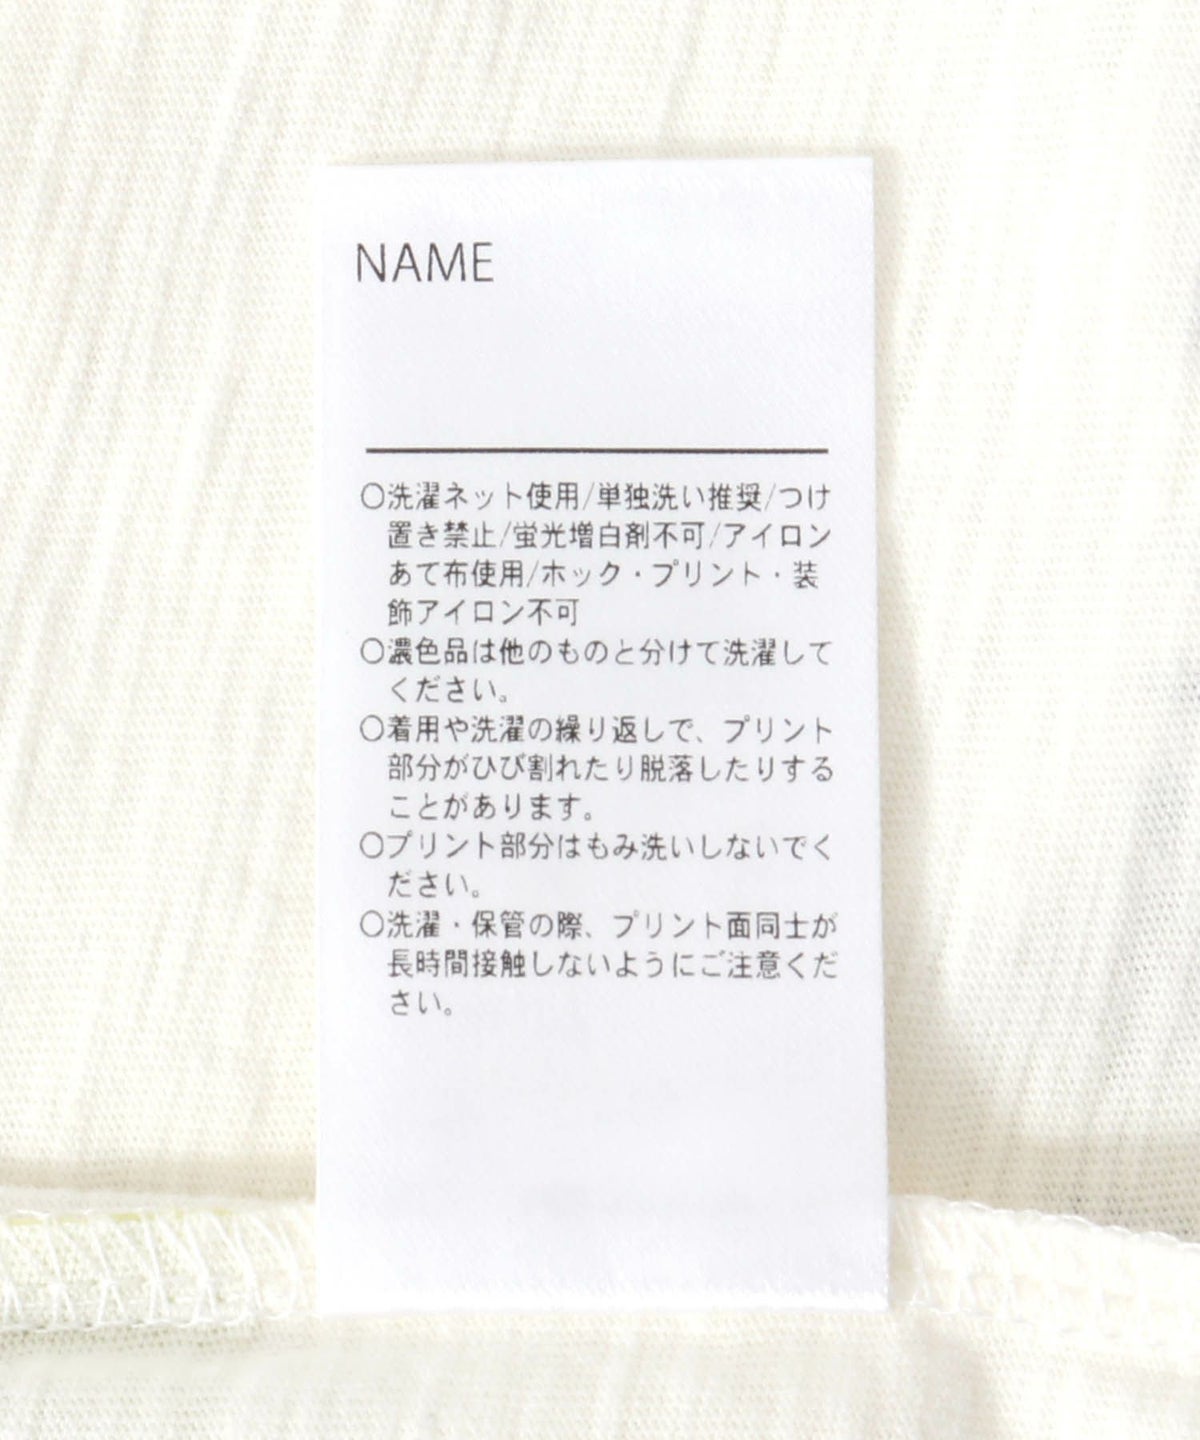 NAME
○洗濯ネット使用/単独洗い推奨/つけ
置き禁止/蛍光増白剤不可/アイロン
あて布使用/ホック・プリント・装
飾アイロン不可
○濃色品は他のものと分けて洗濯して
ください。
○着用や洗濯の繰り返しで、プリント
部分がひび割れたり脱落したりする
ことがあります。
○プリント部分はもみ洗いしないでく
ださい。
○洗濯・保管の際、プリント面同士が
長時間接触しないようにご注意くだ
さい。